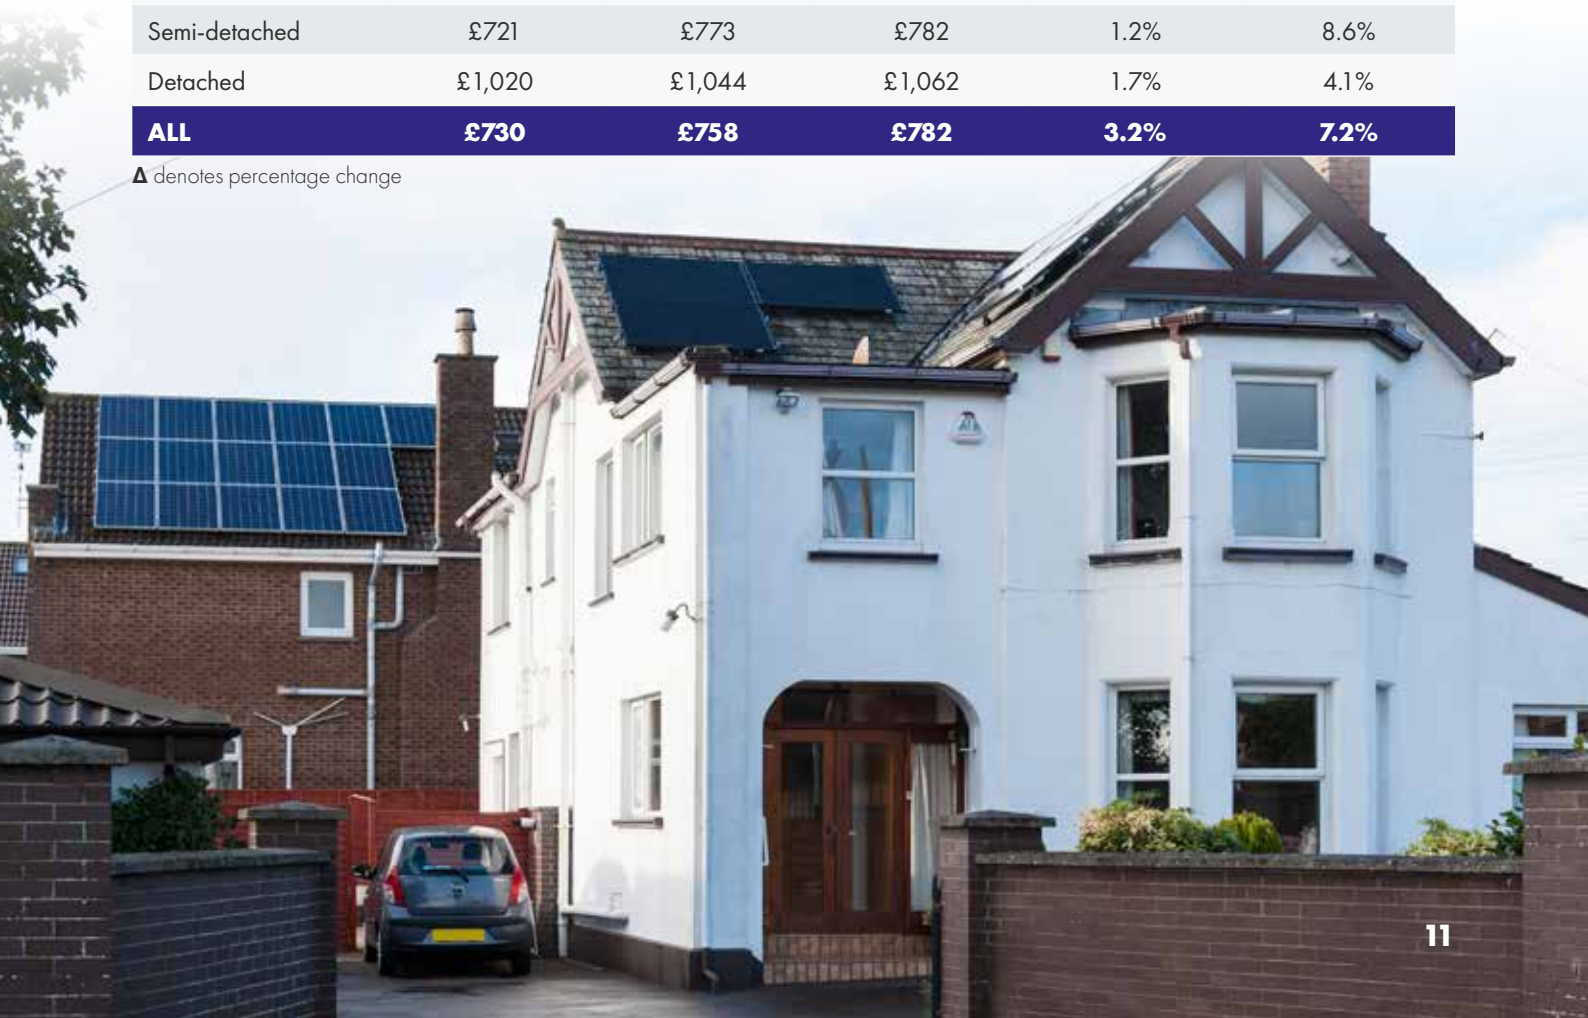 Semi-detached £721 £773 £782 1.2% 8.6%
Detached £1,020 £1,044 £1,062 1.7% 4.1%
ALL £730 £758 £782 3.2% 7.2%
Δ denotes percentage change
11